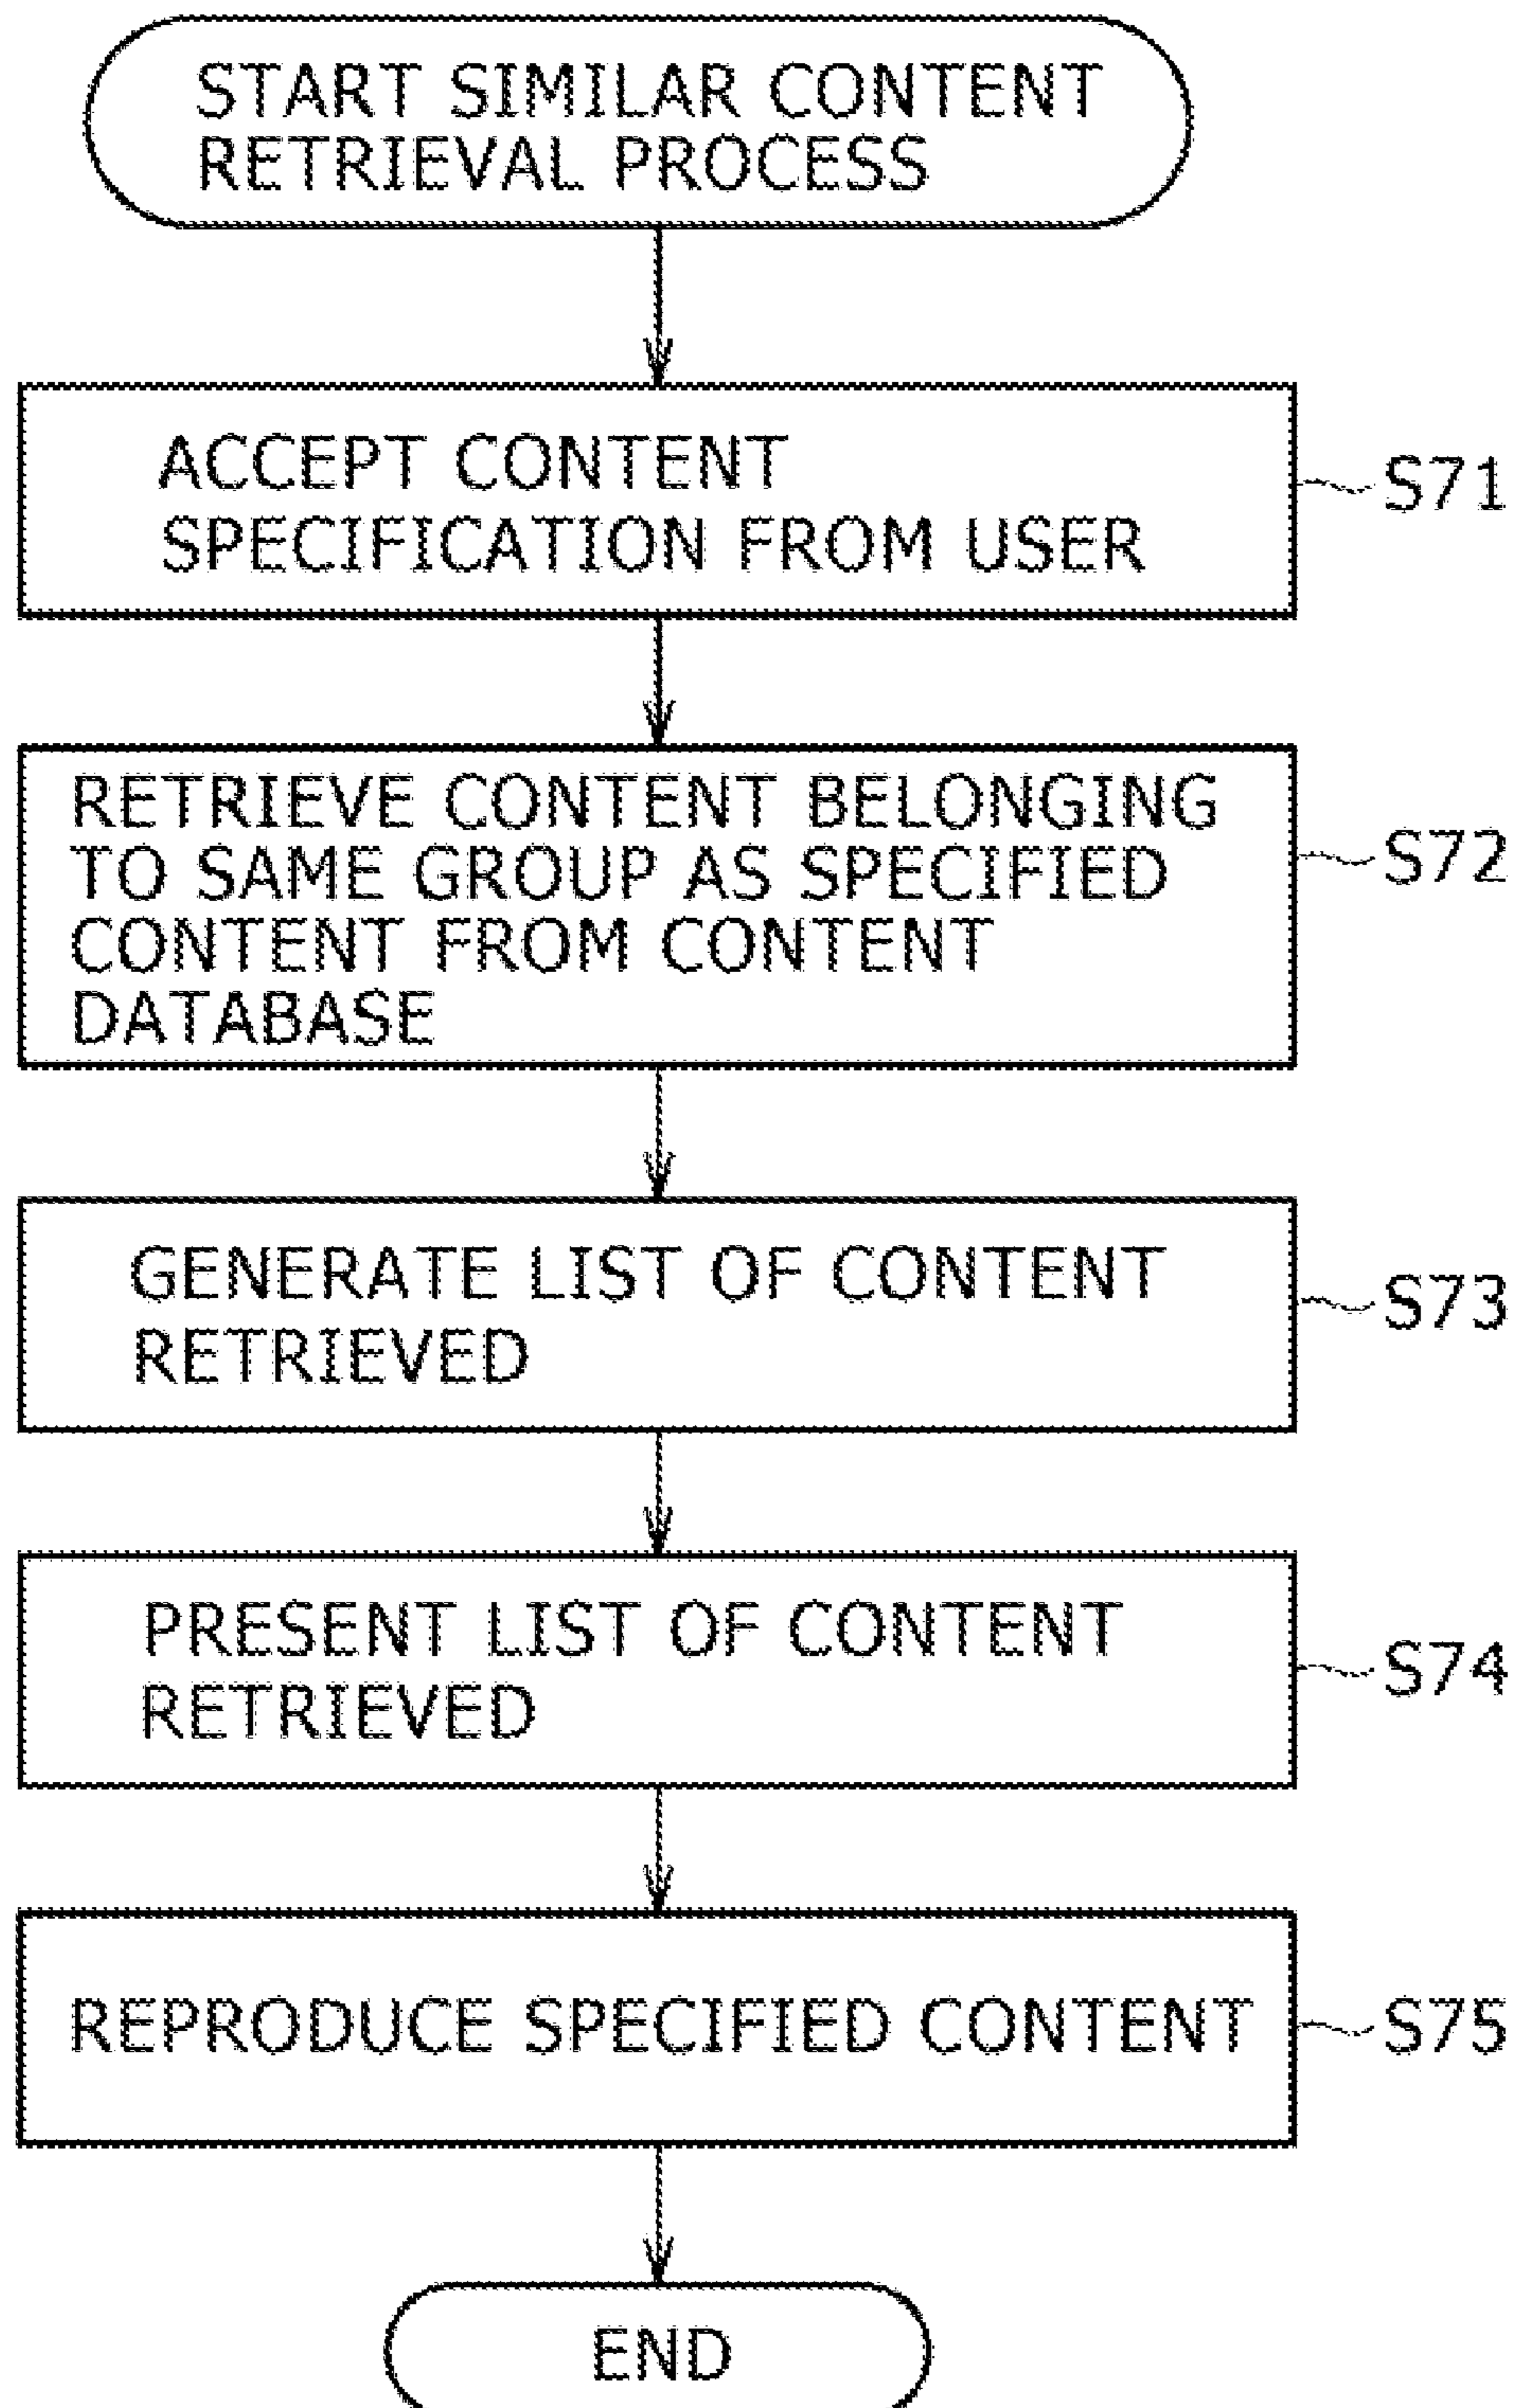 START SIMILAR CONTENT
RETRIEVAL PROCESS
ACCEPT CONTENT
SPECIFICATION FROM USER
S71
RETRIEVE CONTENT BELONGING
TO SAME GROUP AS SPECIFIED
CONTENT FROM CONTENT
DATABASE
S72
GENERATE LIST OF CONTENT
RETRIEVED
S73
PRESENT LIST OF CONTENT
RETRIEVED
S74
REPRODUCE SPECIFIED CONTENT
S75
END